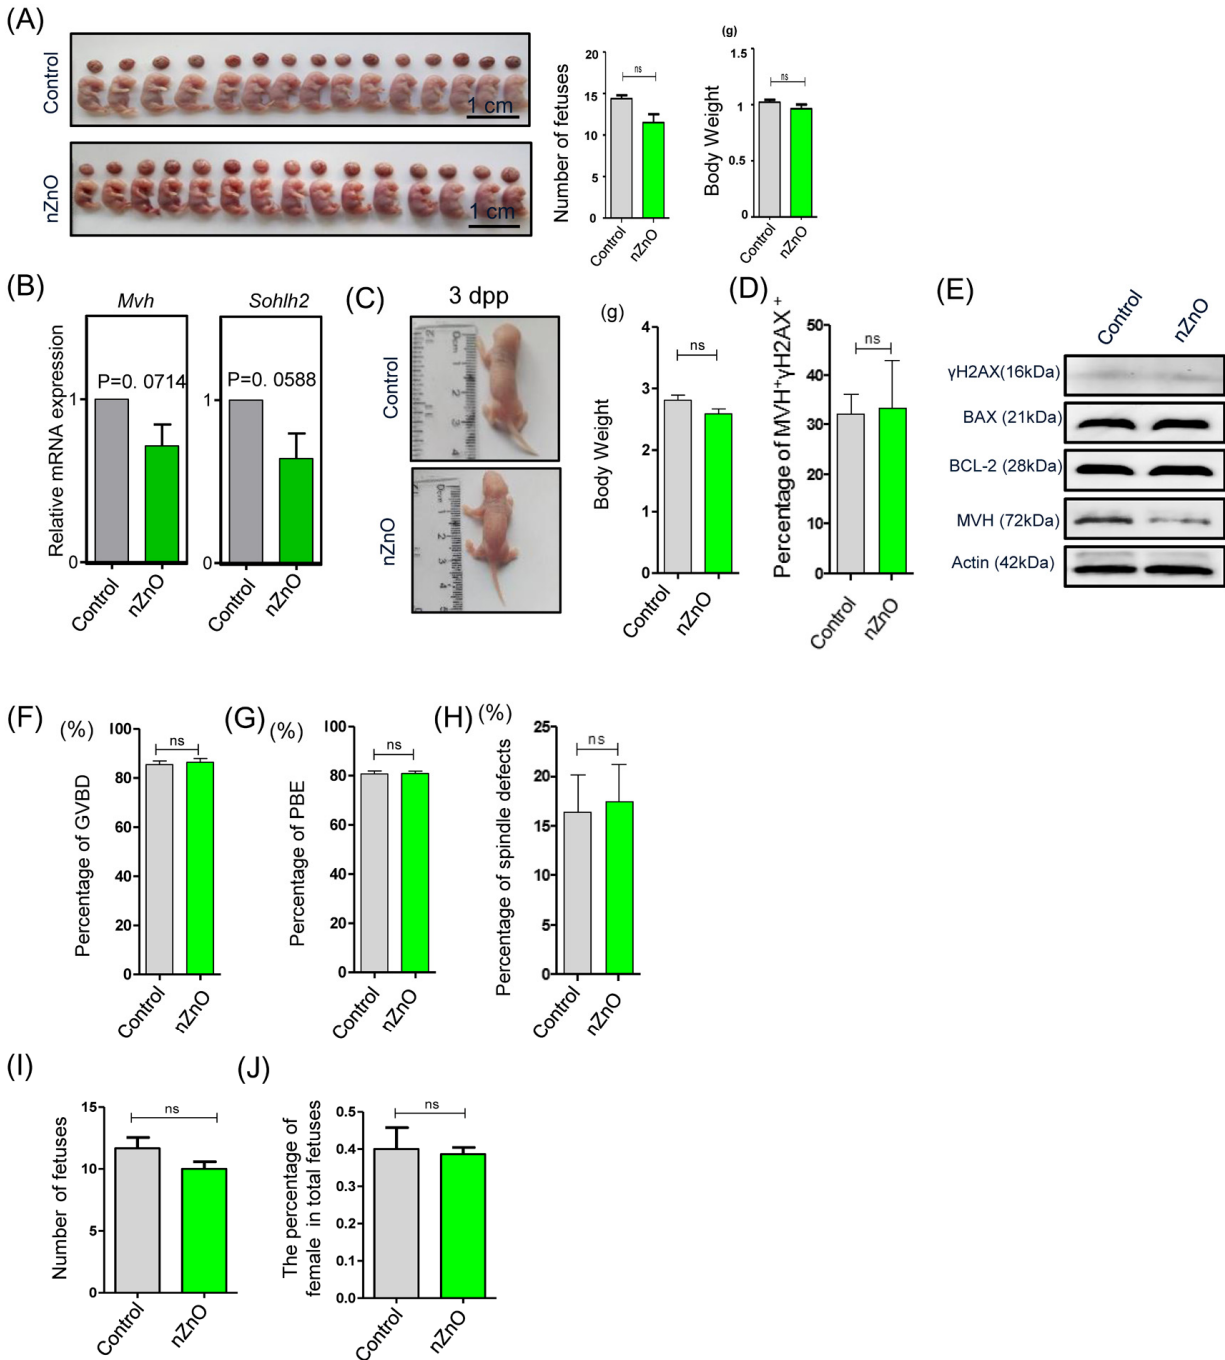 (A)
Control
1 cm
nZnO
1 cm
Number of fetuses
20
15
10
5
0
ns
Control
nZnO
(g)
Body Weight
1.5
1
0.5
0
ns
Control
nZnO
(B)
Relative mRNA expression
Mvh
P=0. 0714
1
0
Control
nZnO
Sohlh2
P=0. 0588
1
0
Control
nZnO
(C)
3 dpp
Control
nZnO
(g)
Body Weight
4
3
2
1
0
ns
Control
nZnO
(D)
Percentage of MVH⁺γH2AX⁺
50
40
30
20
10
0
ns
Control
nZnO
(E)
Control
nZnO
γH2AX(16kDa)
BAX (21kDa)
BCL-2 (28kDa)
MVH (72kDa)
Actin (42kDa)
(F)
(%)
Percentage of GVBD
100
80
60
40
20
0
ns
Control
nZnO
(G)
(%)
Percentage of PBE
100
80
60
40
20
0
ns
Control
nZnO
(H)
(%)
Percentage of spindle defects
25
20
15
10
5
0
ns
Control
nZnO
(I)
Number of fetuses
15
10
5
0
ns
Control
nZnO
(J)
The percentage of
female in total fetuses
0.5
0.4
0.3
0.2
0.1
0.0
ns
Control
nZnO